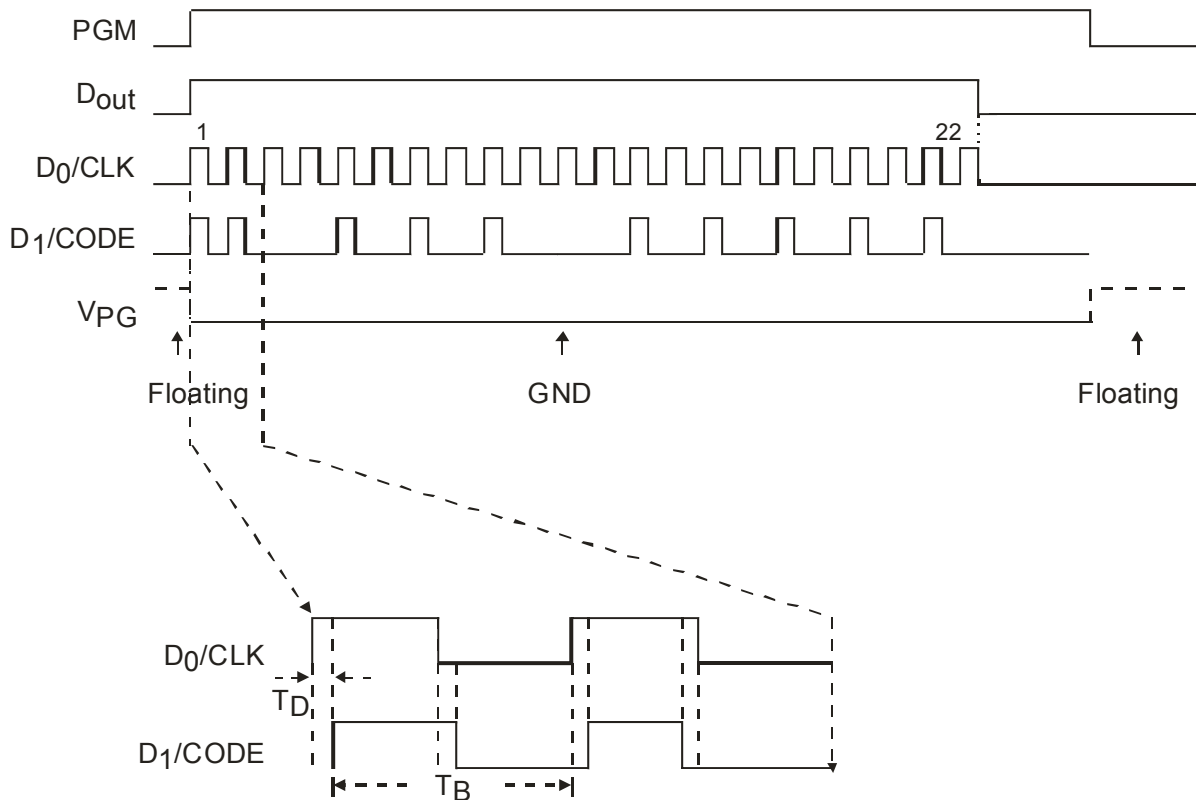 PGM
Dout
1 22
D0/CLK
D1/CODE
VPG
Floating GND Floating
D0/CLK
TD
D1/CODE
TB